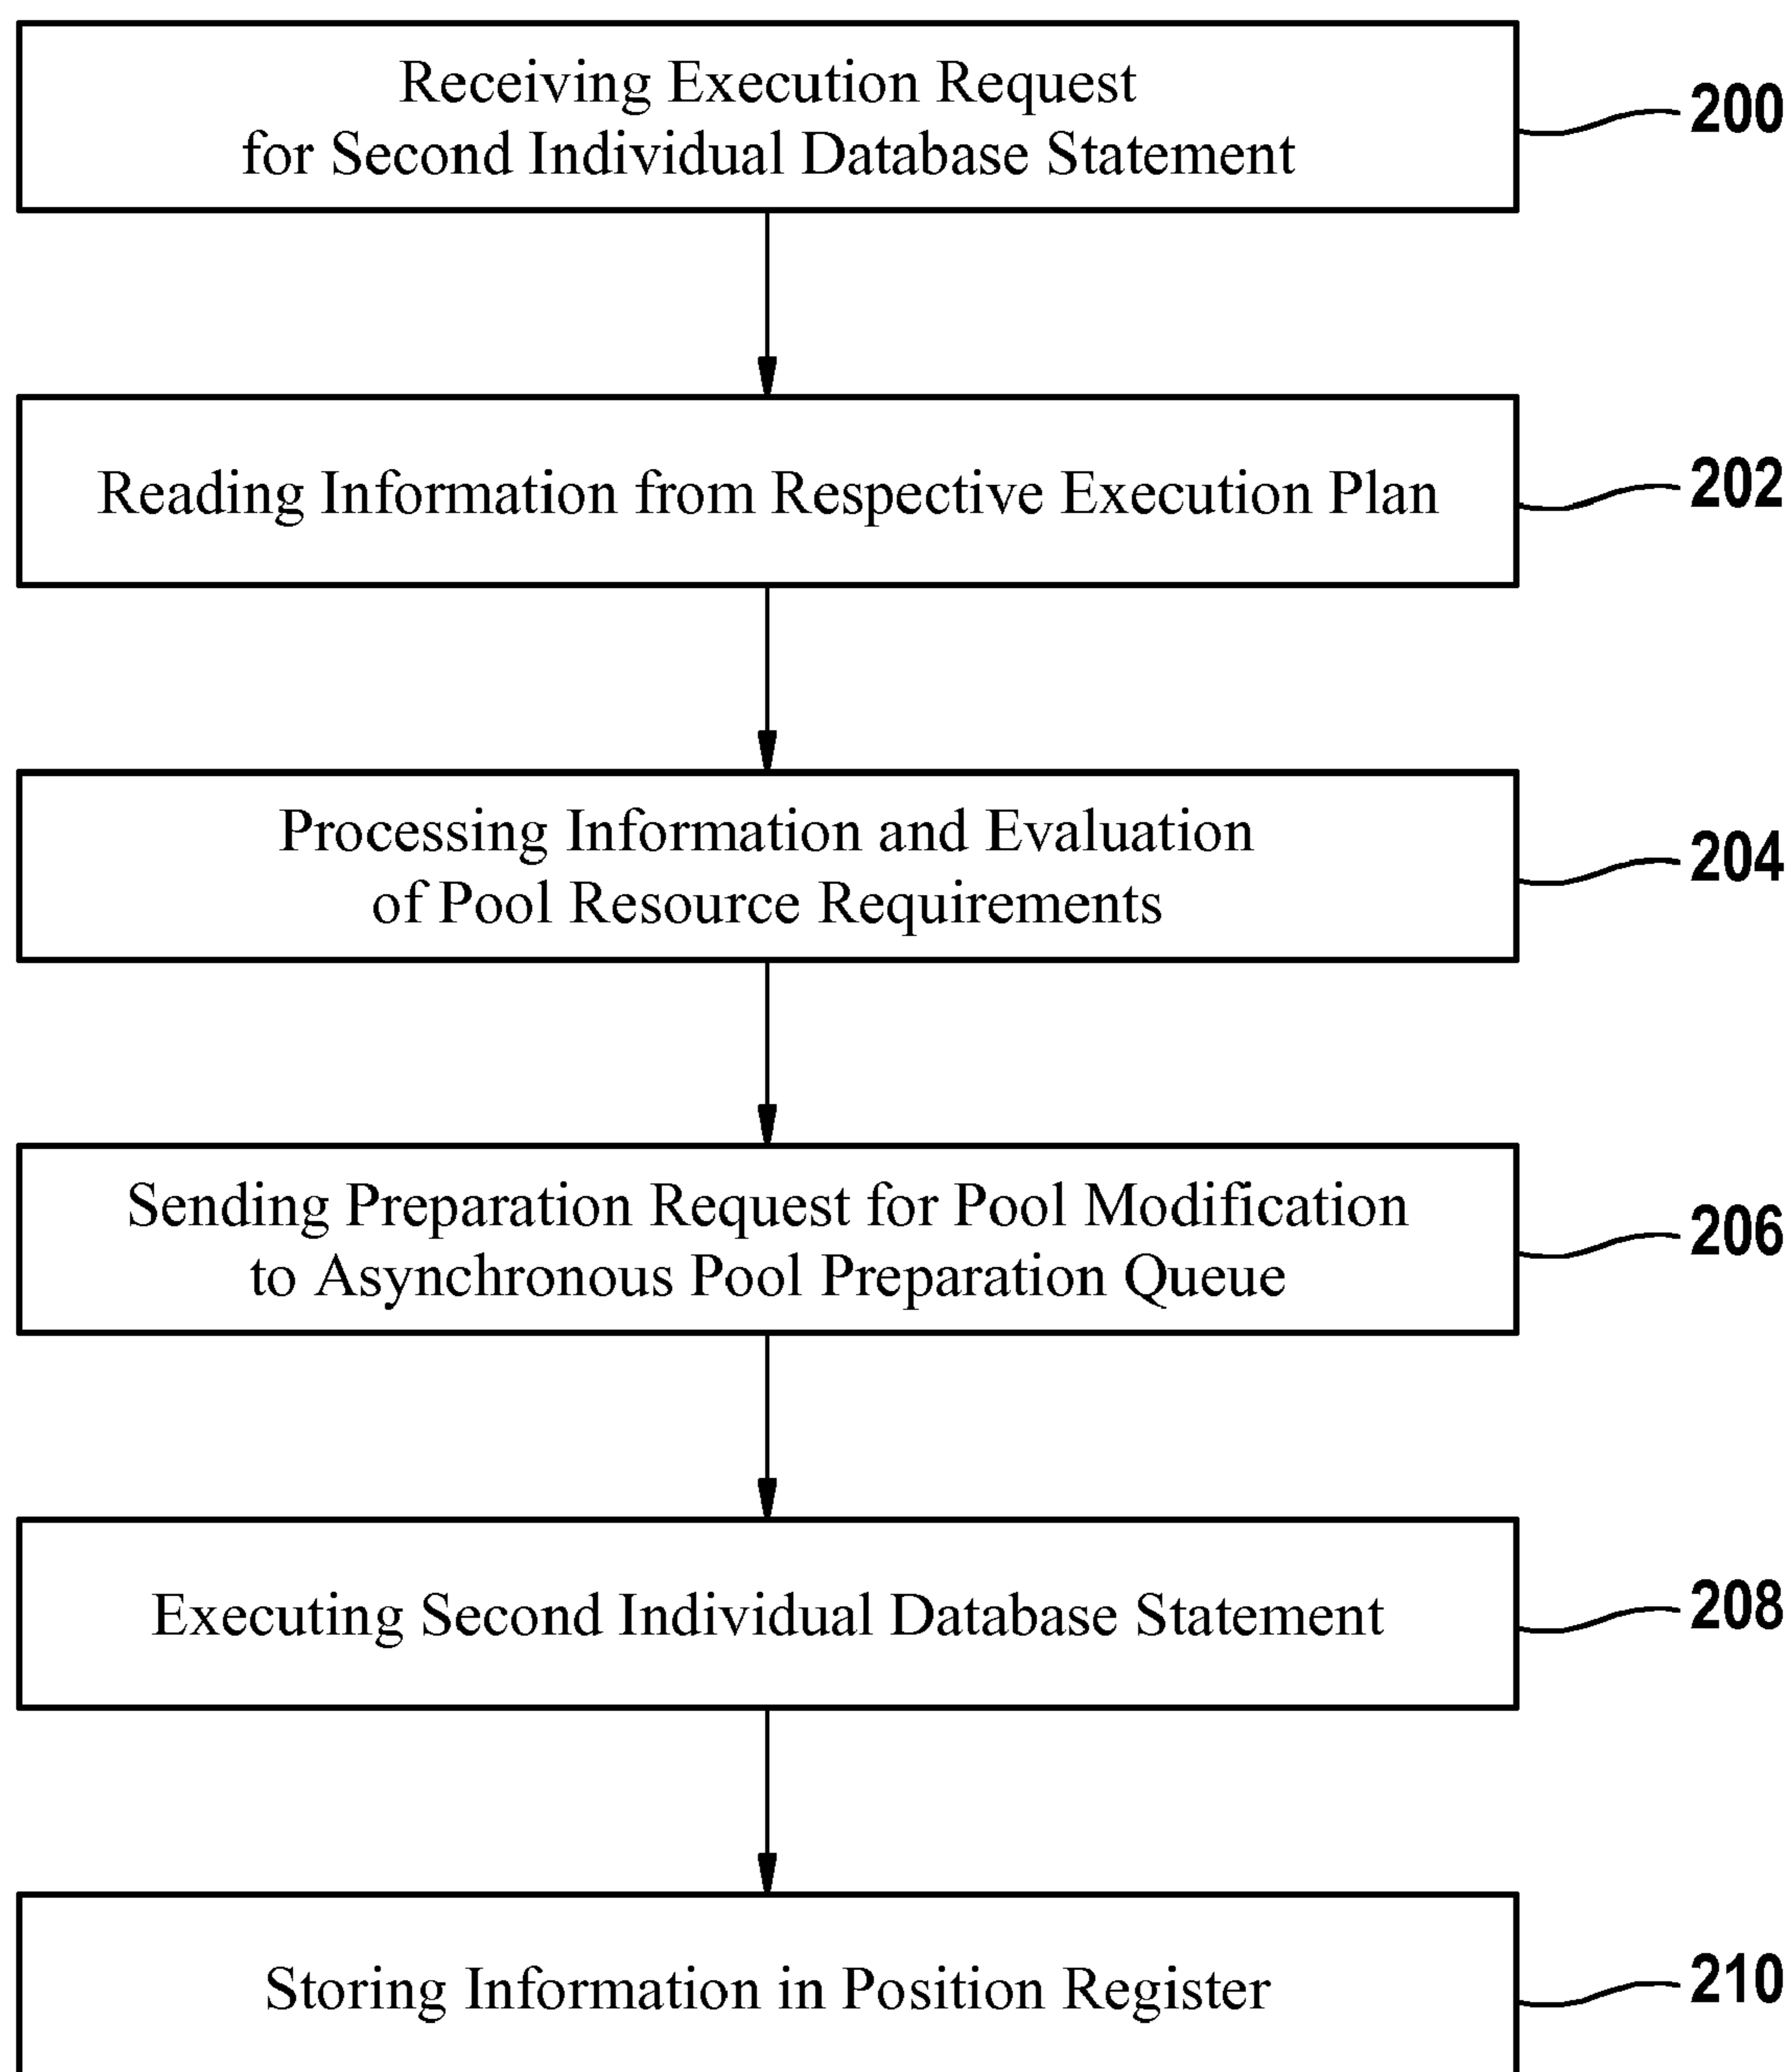 Receiving Execution Request
for Second Individual Database Statement
200
Reading Information from Respective Execution Plan
202
Processing Information and Evaluation
of Pool Resource Requirements
204
Sending Preparation Request for Pool Modification
to Asynchronous Pool Preparation Queue
206
Executing Second Individual Database Statement
208
Storing Information in Position Register
210